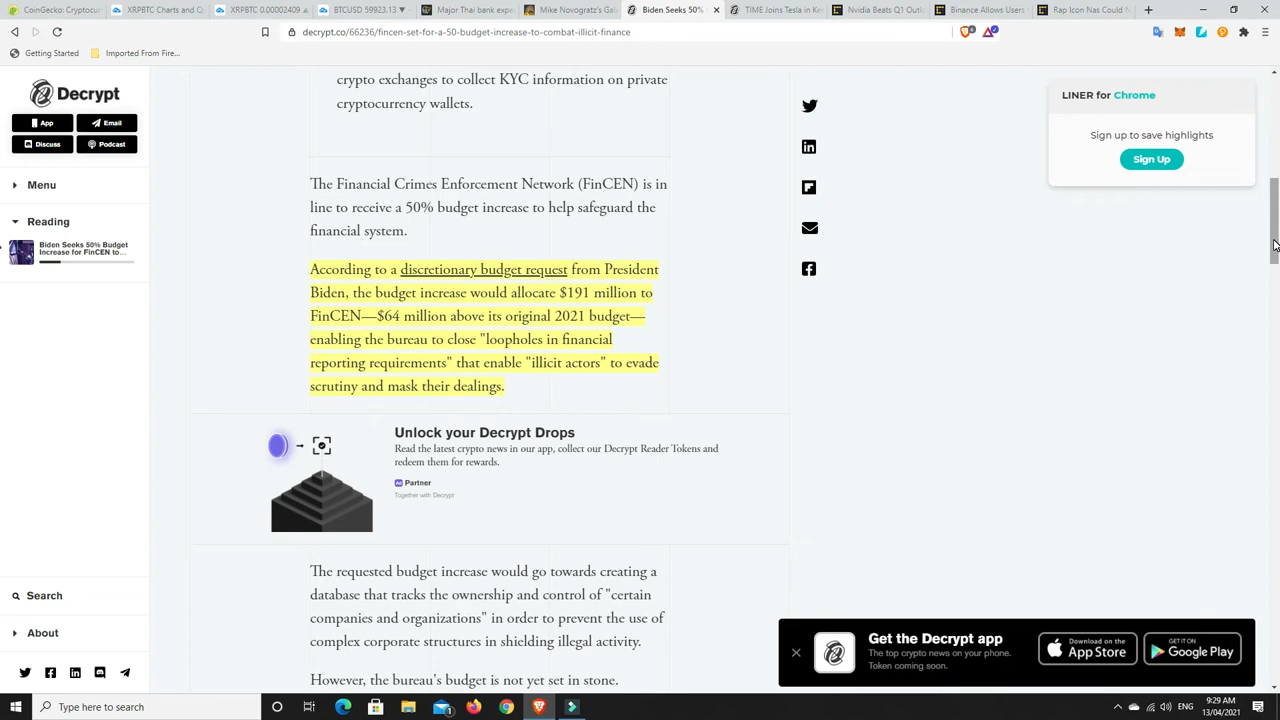 CoinGecko: Cryptocur
XRPBTC Charts and Q
XRPBTC 0.00002409
BTCUSD 59923.13 ▼
Major Thai bank exper
Mike Novogratz's Gala
Biden Seeks 50%
TIME Joins Tesla in Ke
Nvidia Beats Q1 Outlo
Binance Allows Users
Rap Icon Nas Could N
decrypt.co/66236/fincen-set-for-a-50-budget-increase-to-combat-illicit-finance
Getting Started
Imported From Fire...
Decrypt
App
Email
Discuss
Podcast
Menu
Reading
Biden Seeks 50% Budget
Increase for FinCEN to...
Search
About
crypto exchanges to collect KYC information on private
cryptocurrency wallets.
The Financial Crimes Enforcement Network (FinCEN) is in
line to receive a 50% budget increase to help safeguard the
financial system.
According to a discretionary budget request from President
Biden, the budget increase would allocate $191 million to
FinCEN—$64 million above its original 2021 budget—
enabling the bureau to close "loopholes in financial
reporting requirements" that enable "illicit actors" to evade
scrutiny and mask their dealings.
Unlock your Decrypt Drops
Read the latest crypto news in our app, collect our Decrypt Reader Tokens and
redeem them for rewards.
Ad Partner
Together with Decrypt
The requested budget increase would go towards creating a
database that tracks the ownership and control of "certain
companies and organizations" in order to prevent the use of
complex corporate structures in shielding illegal activity.
However, the bureau's budget is not yet set in stone.
LINER for Chrome
Sign up to save highlights
Sign Up
Get the Decrypt app
The top crypto news on your phone.
Token coming soon.
Download on the
App Store
GET IT ON
Google Play
Type here to search
ENG
9:29 AM
13/04/2021